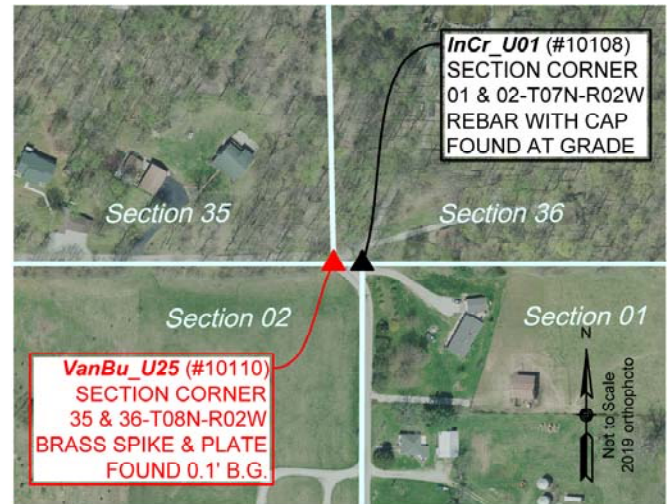 InCr_U01 (#10108)
SECTION CORNER
01 & 02-T07N-R02W
REBAR WITH CAP
FOUND AT GRADE
Section 35
Section 36
Section 02
Section 01
VanBu_U25 (#10110)
SECTION CORNER
35 & 36-T08N-R02W
BRASS SPIKE & PLATE
FOUND 0.1' B.G.
N
Not to Scale
2019 orthophoto